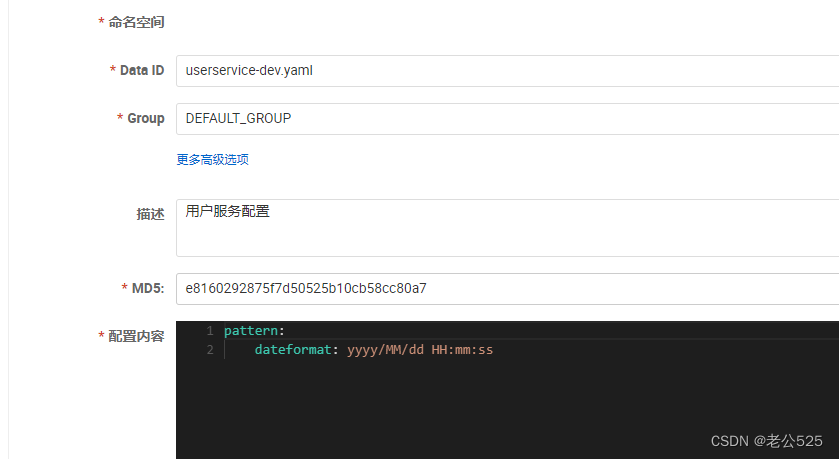 * 命名空间
* Data ID userservice-dev.yaml
* Group DEFAULT_GROUP
更多高级选项
描述 用户服务配置
* MD5: e8160292875f7d50525b10cb58cc80a7
* 配置内容 1 pattern:
2 dateformat: yyyy/MM/dd HH:mm:ss
CSDN @老公525